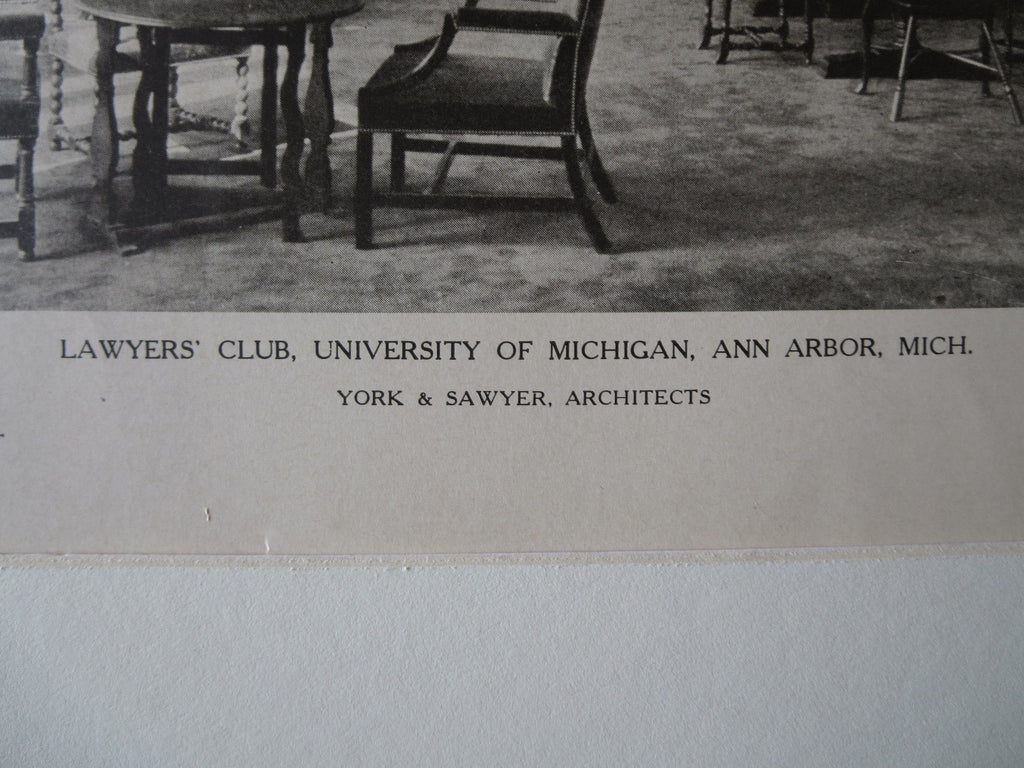 LAWYERS' CLUB, UNIVERSITY OF MICHIGAN, ANN ARBOR, MICH.
YORK & SAWYER, ARCHITECTS